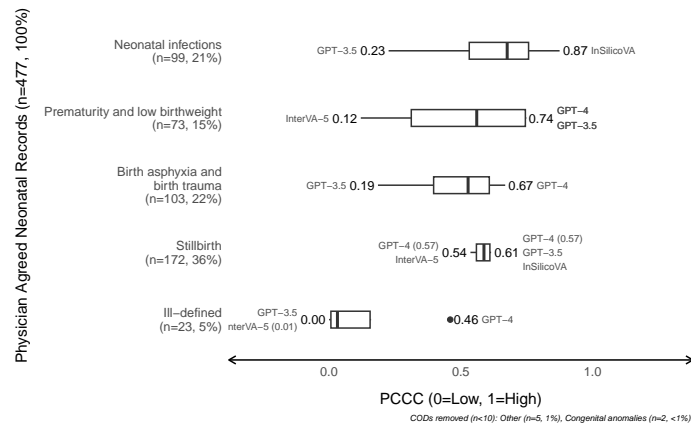 Physician Agreed Neonatal Records (n=477, 100%)
Neonatal infections
(n=99, 21%)
GPT−3.5 0.23
0.87 InSilicoVA
Prematurity and low birthweight
(n=73, 15%)
InterVA−5 0.12
0.74 GPT−4
GPT−3.5
Birth asphyxia and
birth trauma
(n=103, 22%)
GPT−3.5 0.19
0.67 GPT−4
Stillbirth
(n=172, 36%)
GPT−4 (0.57)
InterVA−5
0.54
0.61
GPT−4 (0.57)
GPT−3.5
InSilicoVA
Ill−defined
(n=23, 5%)
GPT−3.5
nterVA−5 (0.01)
0.00
0.46 GPT−4
0.0 0.5 1.0
PCCC (0=Low, 1=High)
CODs removed (n<10): Other (n=5, 1%), Congenital anomalies (n=2, <1%)